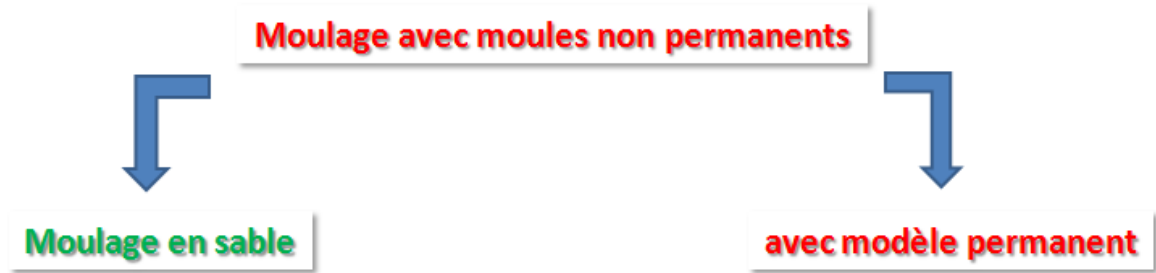 Moulage avec moules non permanents
Moulage en sable
avec modèle permanent